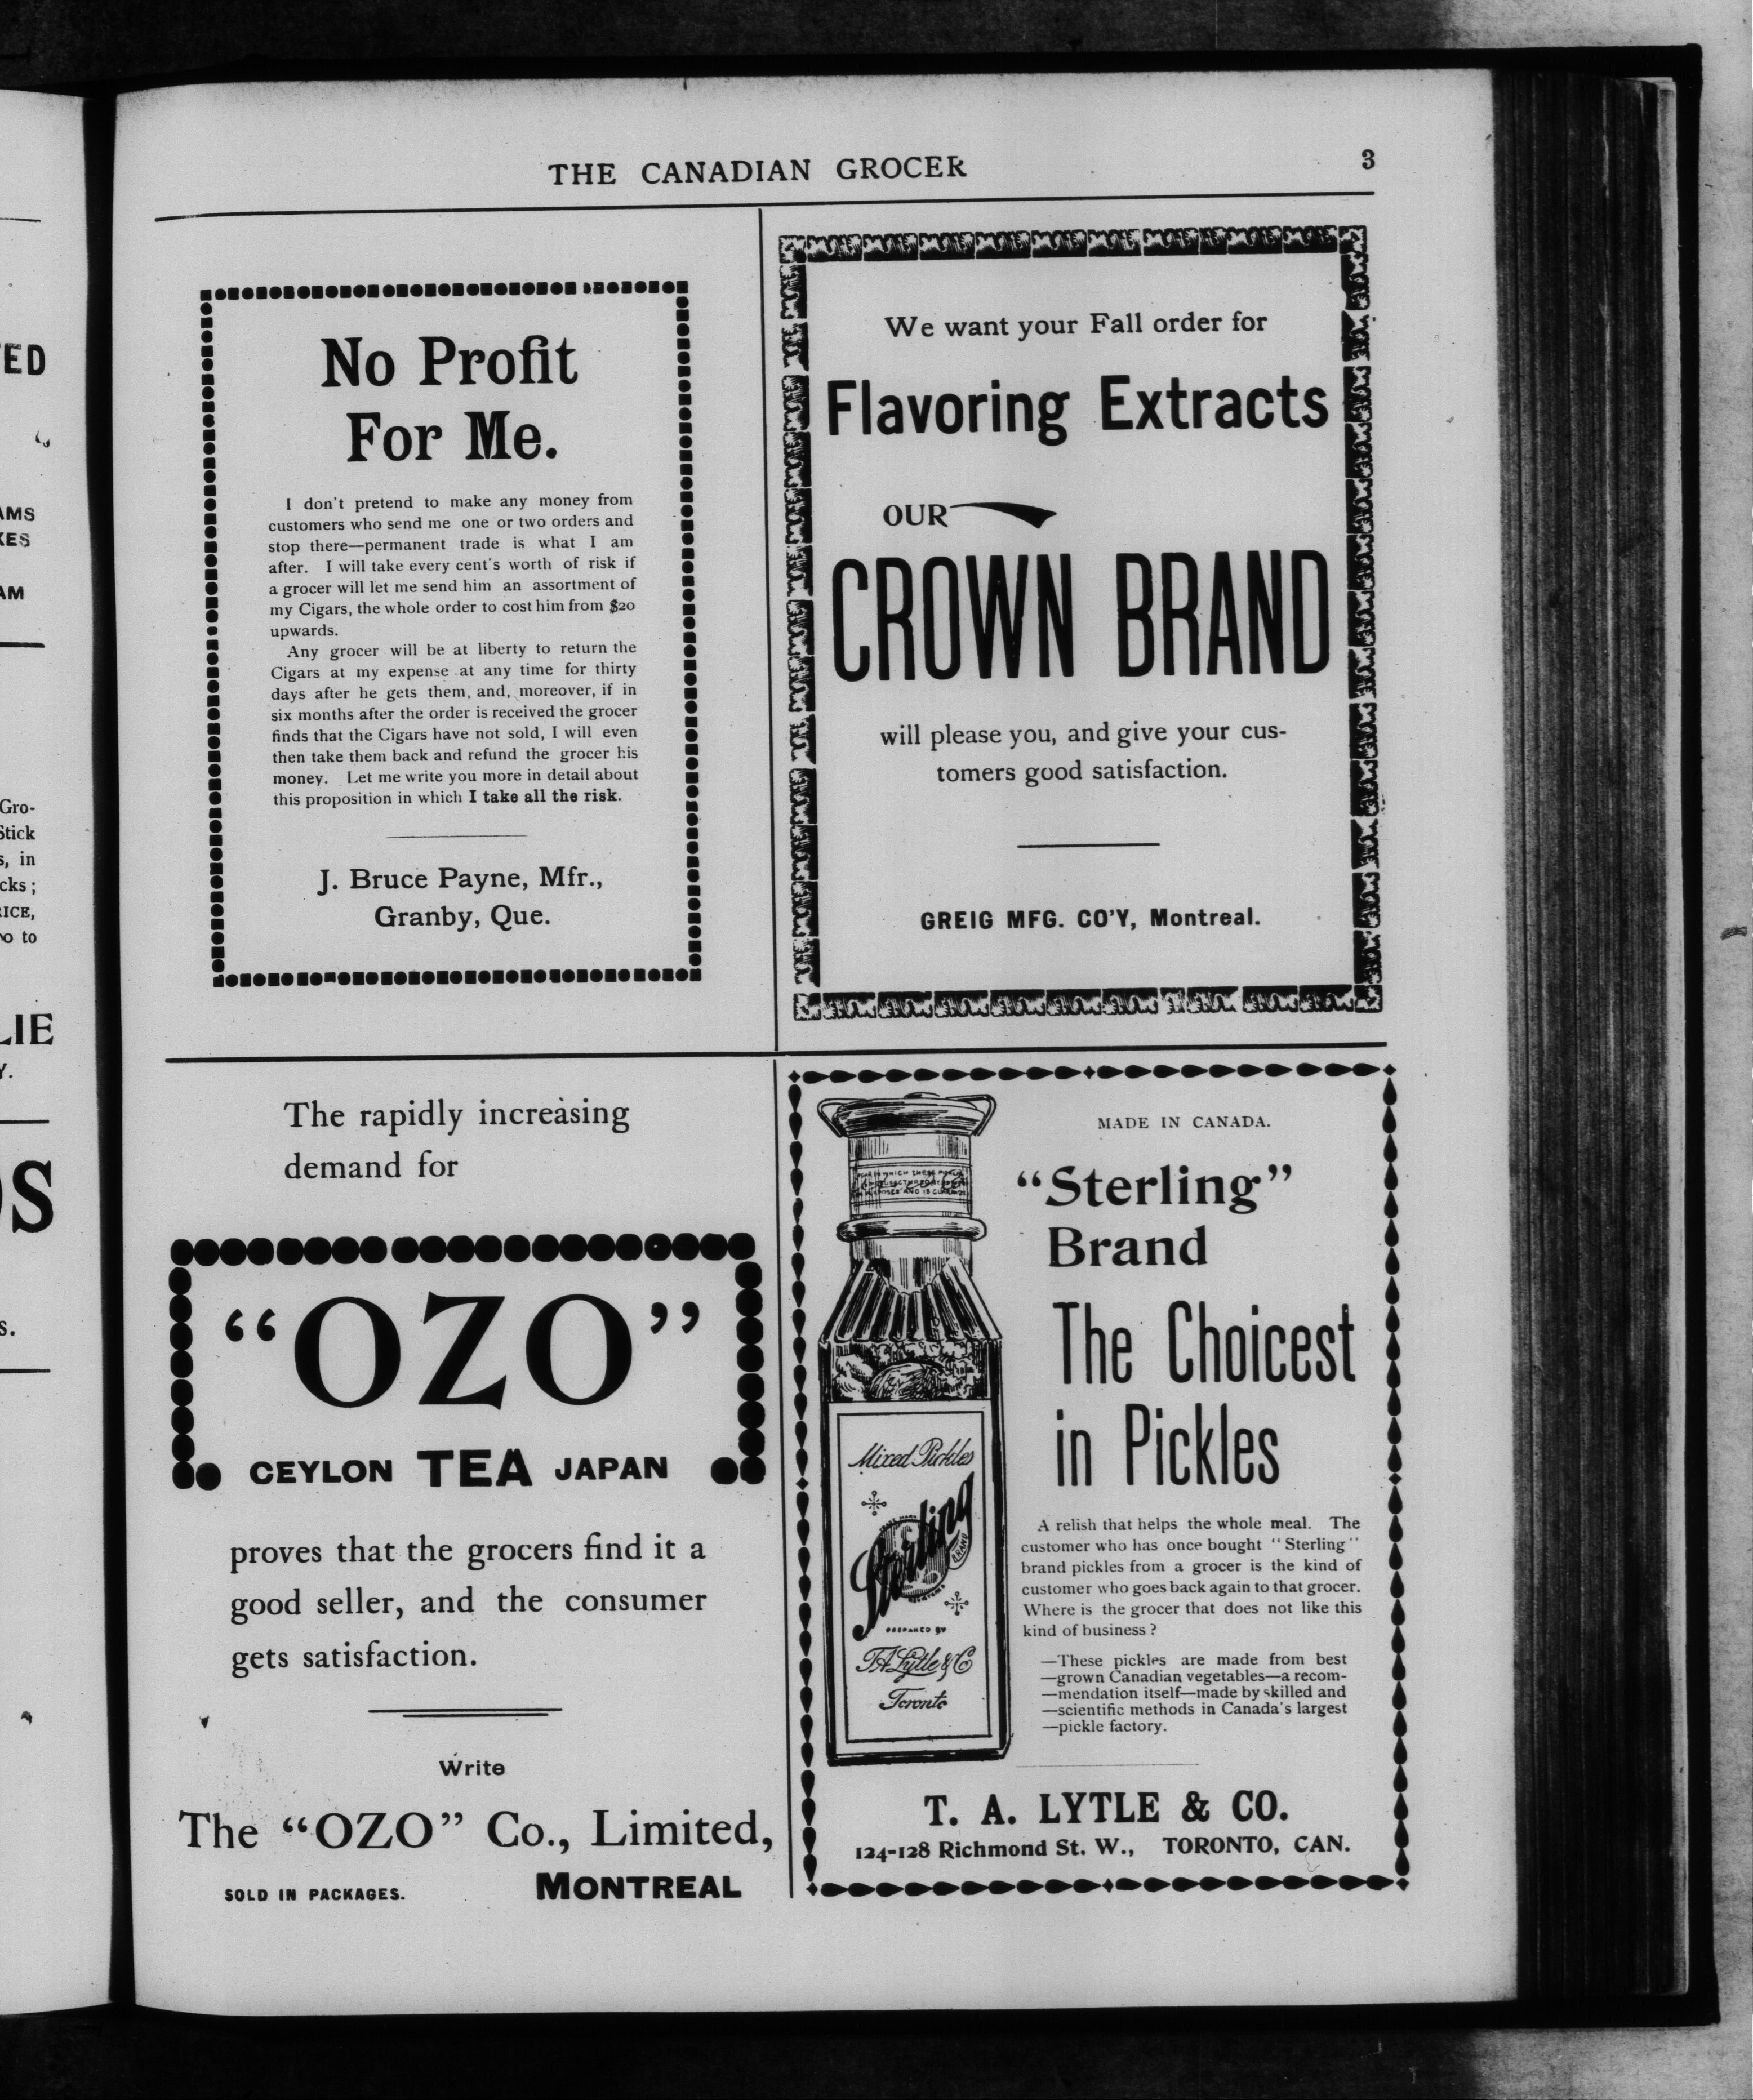 THE CANADIAN GROCER
3
No Profit
For Me.
I don't pretend to make any money from
customers who send me one or two orders and
stop there—permanent trade is what I am
after. I will take every cent's worth of risk if
a grocer will let me send him an assortment of
my Cigars, the whole order to cost him from $20
upwards.
Any grocer will be at liberty to return the
Cigars at my expense at any time for thirty
days after he gets them, and, moreover, if in
six months after the order is received the grocer
finds that the Cigars have not sold, I will even
then take them back and refund the grocer his
money. Let me write you more in detail about
this proposition in which I take all the risk.
J. Bruce Payne, Mfr.,
Granby, Que.
We want your Fall order for
Flavoring Extracts
OUR
CROWN BRAND
will please you, and give your cus-
tomers good satisfaction.
GREIG MFG. CO'Y, Montreal.
The rapidly increasing
demand for
"OZO"
CEYLON TEA JAPAN
proves that the grocers find it a
good seller, and the consumer
gets satisfaction.
Write
The "OZO" Co., Limited,
MONTREAL
SOLD IN PACKAGES.
MADE IN CANADA.
"Sterling"
Brand
The Choicest
in Pickles
A relish that helps the whole meal. The
customer who has once bought "Sterling"
brand pickles from a grocer is the kind of
customer who goes back again to that grocer.
Where is the grocer that does not like this
kind of business?
—These pickles are made from best
—grown Canadian vegetables—a recom-
—mendation itself—made by skilled and
—scientific methods in Canada's largest
—pickle factory.
Mixed Pickles
Sterling
BRAND
PREPARED BY
T.A. Lytle & Co
Toronto
T. A. LYTLE & CO.
124-128 Richmond St. W., TORONTO, CAN.